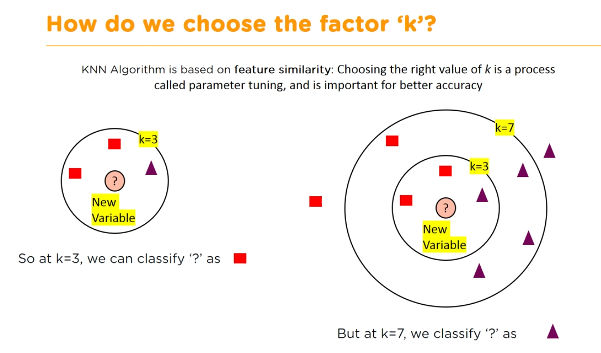 How do we choose the factor ‘k’?
KNN Algorithm is based on feature similarity: Choosing the right value of k is a process
called parameter tuning, and is important for better accuracy
k=3
?
New
Variable
So at k=3, we can classify ‘?’ as
k=7
k=3
?
New
Variable
But at k=7, we classify ‘?’ as